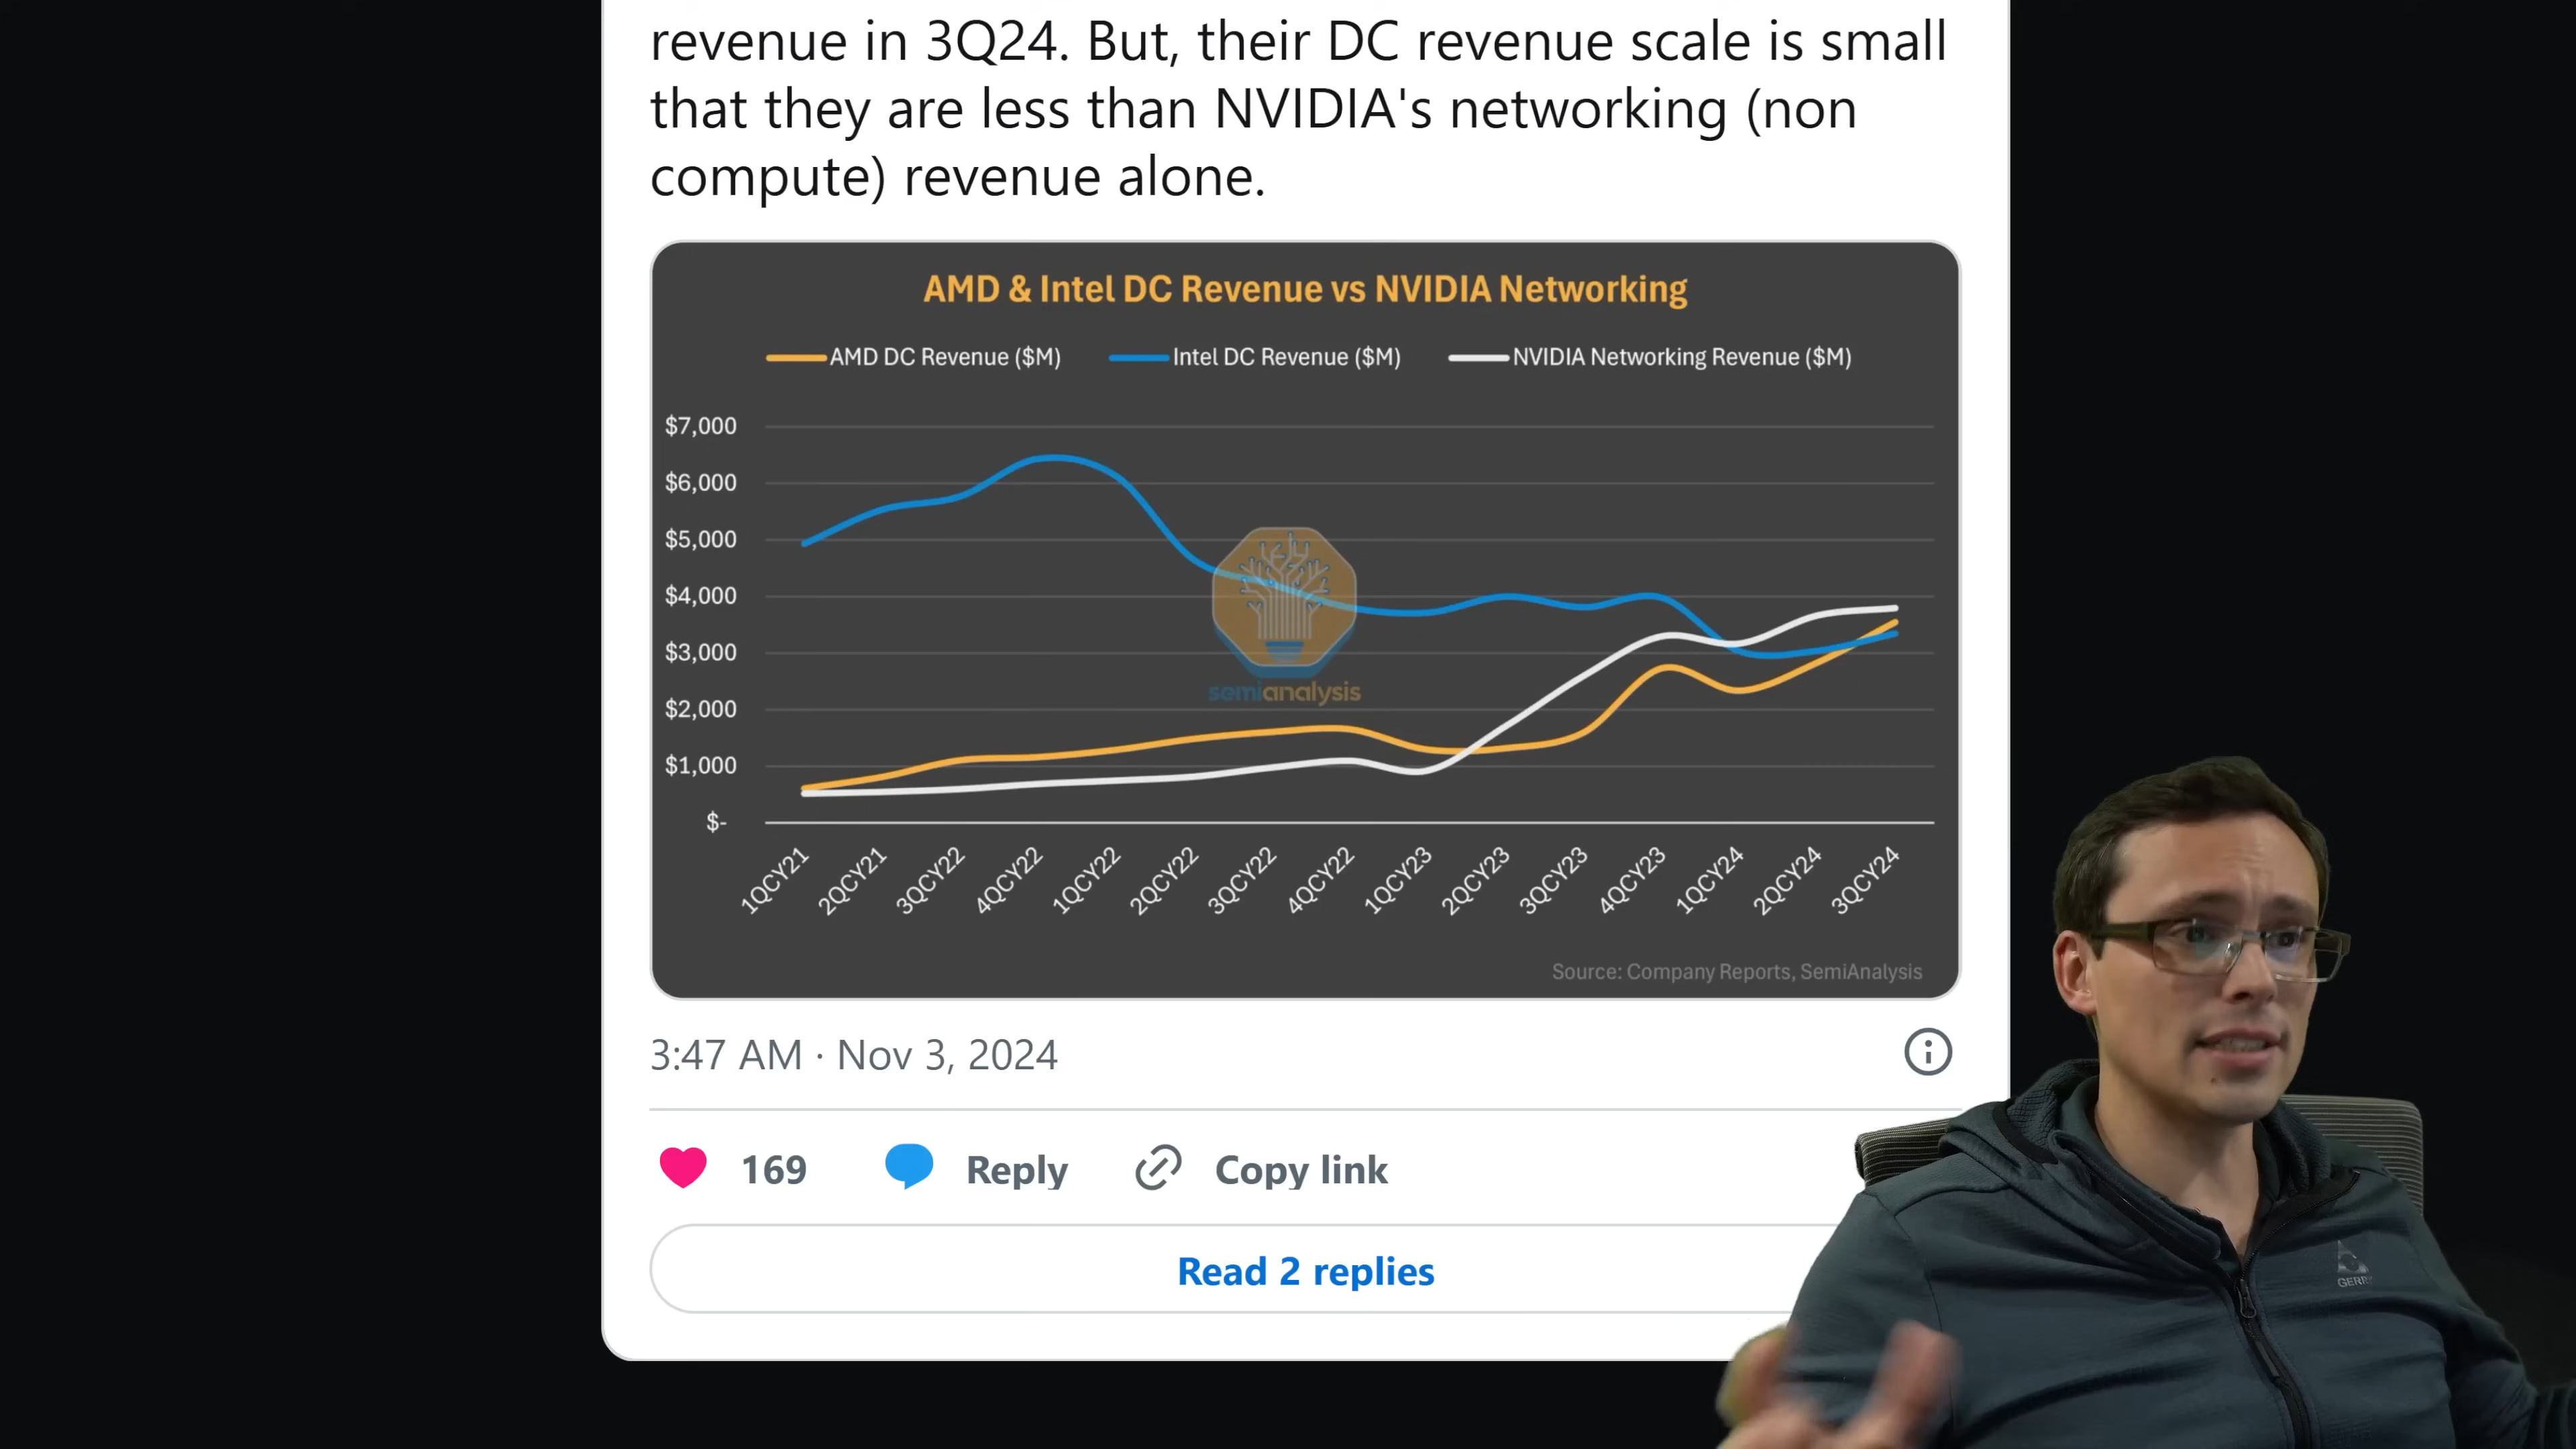 revenue in 3Q24. But, their DC revenue scale is small
that they are less than NVIDIA's networking (non
compute) revenue alone.
AMD & Intel DC Revenue vs NVIDIA Networking
AMD DC Revenue ($M) Intel DC Revenue ($M) NVIDIA Networking Revenue ($M)
$7,000
$6,000
$5,000
$4,000
$3,000
$2,000
$1,000
$-
semianalysis
1QCY21 2QCY21 3QCY22 4QCY22 1QCY22 2QCY22 3QCY22 4QCY22 1QCY23 2QCY23 3QCY23 4QCY23 1QCY24 2QCY24 3QCY24
Source: Company Reports, SemiAnalysis
3:47 AM · Nov 3, 2024
169 Reply Copy link
Read 2 replies